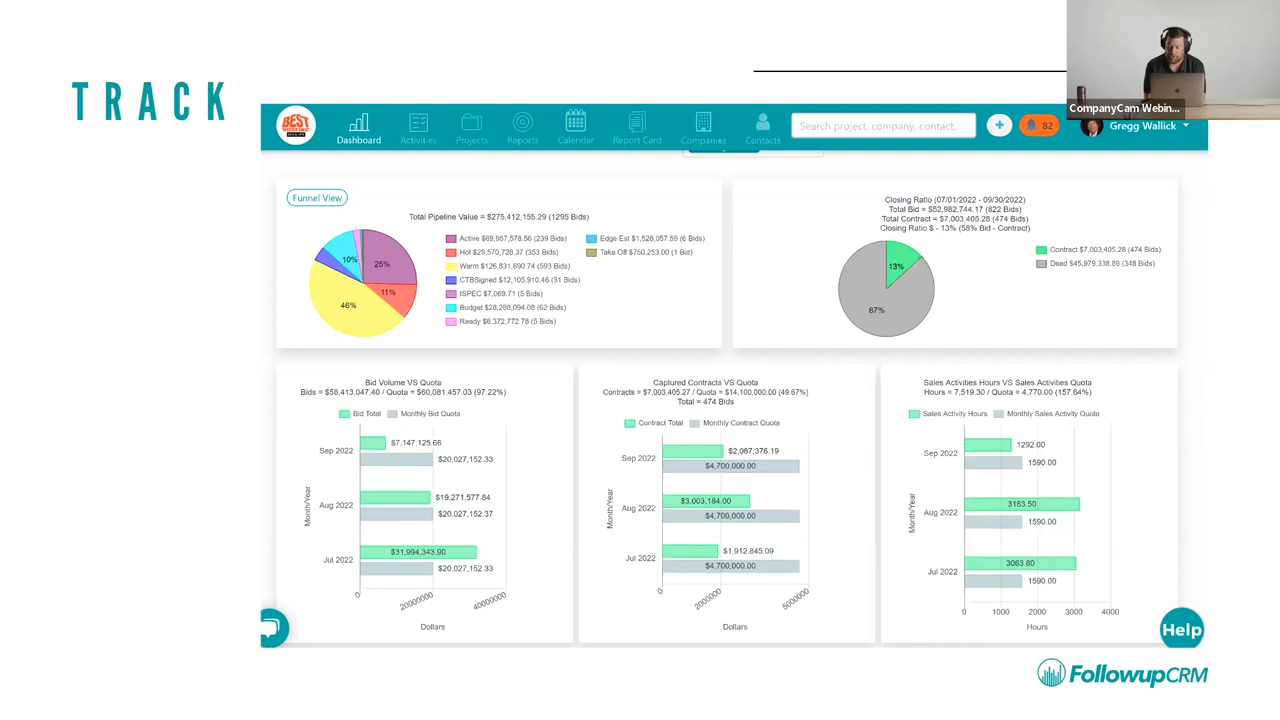 TRACK
CompanyCam Webin...
BEST
Dashboard
Activities
Projects
Reports
Calendar
Report Card
Companies
Contacts
Search project, company, contact,
82
Gregg Wallick
Funnel View
Total Pipeline Value = $275,412,155.29 (1295 Bids)
Active $69,957,578.56 (239 Bids)
Hot $29,570,728.37 (353 Bids)
Warm $126,831,690.74 (593 Bids)
CTBSigned $12,105,910.46 (31 Bids)
ISPEC $7,069.71 (5 Bids)
Budget $28,288,094.08 (62 Bids)
Ready $6,372,772.78 (5 Bids)
Edge Est $1,528,057.59 (6 Bids)
Take Off $750,253.00 (1 Bid)
10%
25%
11%
46%
Closing Ratio (07/01/2022 - 09/30/2022)
Total Bid = $52,982,744.17 (822 Bids)
Total Contract = $7,003,405.28 (474 Bids)
Closing Ratio $ - 13% (58% Bid - Contract)
Contract $7,003,405.28 (474 Bids)
Dead $45,979,338.89 (348 Bids)
13%
87%
Bid Volume VS Quota
Bids = $58,413,047.40 / Quota = $60,081,457.03 (97.22%)
Bid Total
Monthly Bid Quota
Month/Year
Sep 2022
$7,147,125.66
$20,027,152.33
Aug 2022
$19,271,577.84
$20,027,152.37
Jul 2022
$31,994,343.90
$20,027,152.33
0
20000000
40000000
Dollars
Captured Contracts VS Quota
Contracts = $7,003,405.27 / Quota = $14,100,000.00 (49.67%)
Total = 474 Bids
Contract Total
Monthly Contract Quota
Month/Year
Sep 2022
$2,087,376.19
$4,700,000.00
Aug 2022
$3,003,184.00
$4,700,000.00
Jul 2022
$1,912,845.09
$4,700,000.00
0
2000000
5000000
Dollars
Sales Activities Hours VS Sales Activities Quota
Hours = 7,519.30 / Quota = 4,770.00 (157.64%)
Sales Activity Hours
Monthly Sales Activity Quota
Month/Year
Sep 2022
1292.00
1590.00
Aug 2022
3163.50
1590.00
Jul 2022
3063.80
1590.00
0
1000
2000
3000
4000
Hours
Help
FollowupCRM